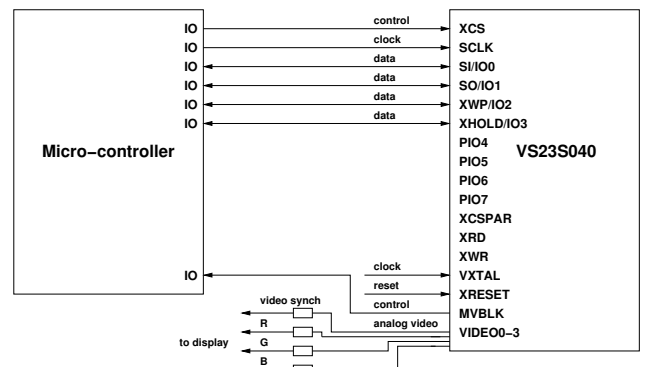 control
IO XCS
clock
IO SCLK
data
IO SI/IO0
data
IO SO/IO1
data
IO XWP/IO2
data
IO XHOLD/IO3
PIO4
Micro-controller VS23S040
PIO5
PIO6
PIO7
XCSPAR
XRD
XWR
clock
IO VXTAL
reset
XRESET
video synch control
MVBLK
R analog video
VIDEO0-3
to display G
B